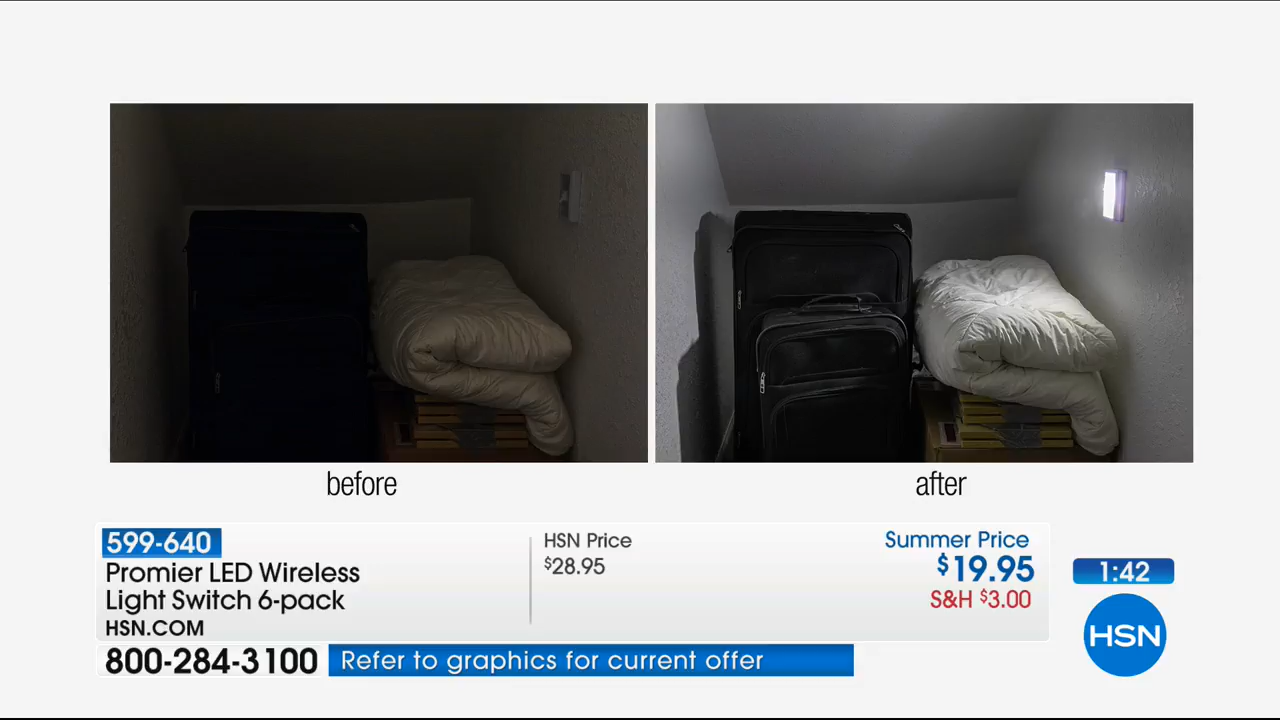 before
after
599-640
Promier LED Wireless
Light Switch 6-pack
HSN.COM
HSN Price
$28.95
Summer Price
$19.95
S&H $3.00
1:42
HSN
800-284-3100
Refer to graphics for current offer